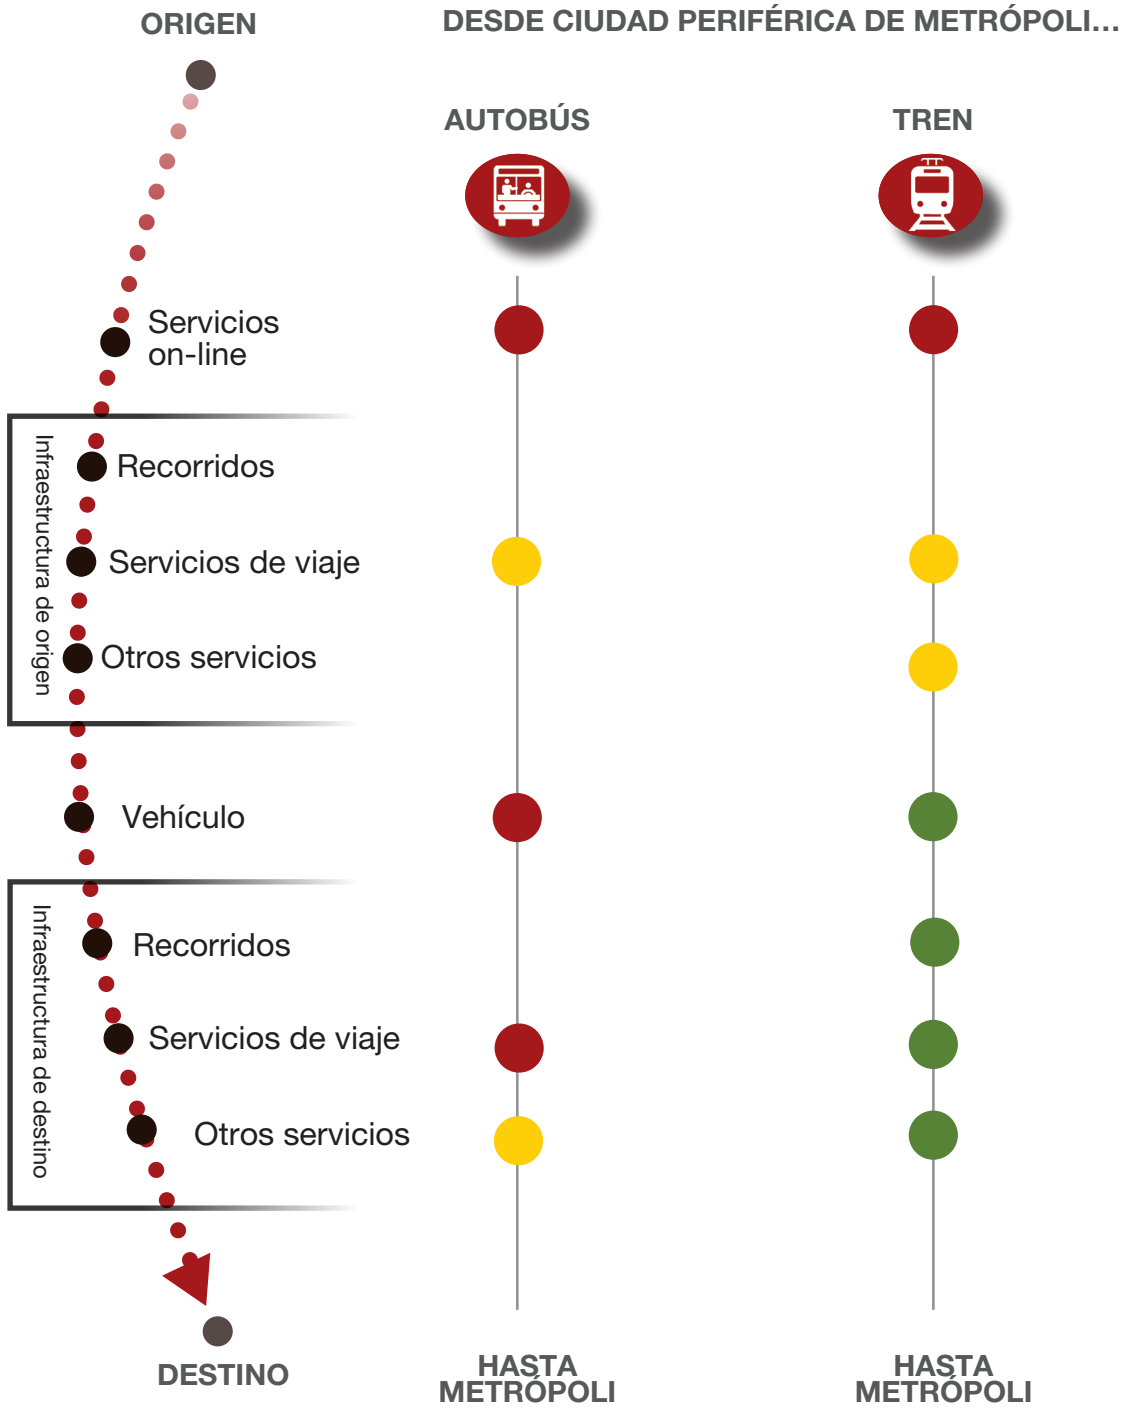 ORIGEN
DESDE CIUDAD PERIFÉRICA DE METRÓPOLI...
AUTOBÚS
TREN
Servicios
on-line
Infraestructura de origen
Recorridos
Servicios de viaje
Otros servicios
Vehículo
Infraestructura de destino
Recorridos
Servicios de viaje
Otros servicios
DESTINO
HASTA
METRÓPOLI
HASTA
METRÓPOLI